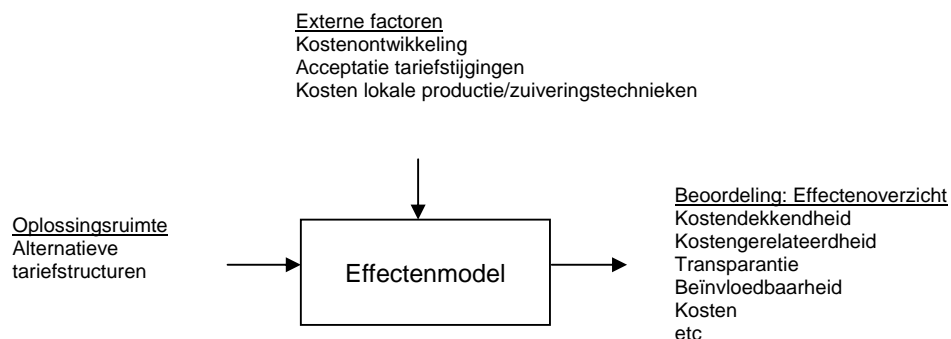 Externe factoren
Kostenontwikkeling
Acceptatie tariefstijgingen
Kosten lokale productie/zuiveringstechnieken
Oplossingsruimte
Alternatieve
tariefstructuren
Effectenmodel
Beoordeling: Effectenoverzicht
Kostendekkendheid
Kostengerelateerdheid
Transparantie
Beïnvloedbaarheid
Kosten
etc